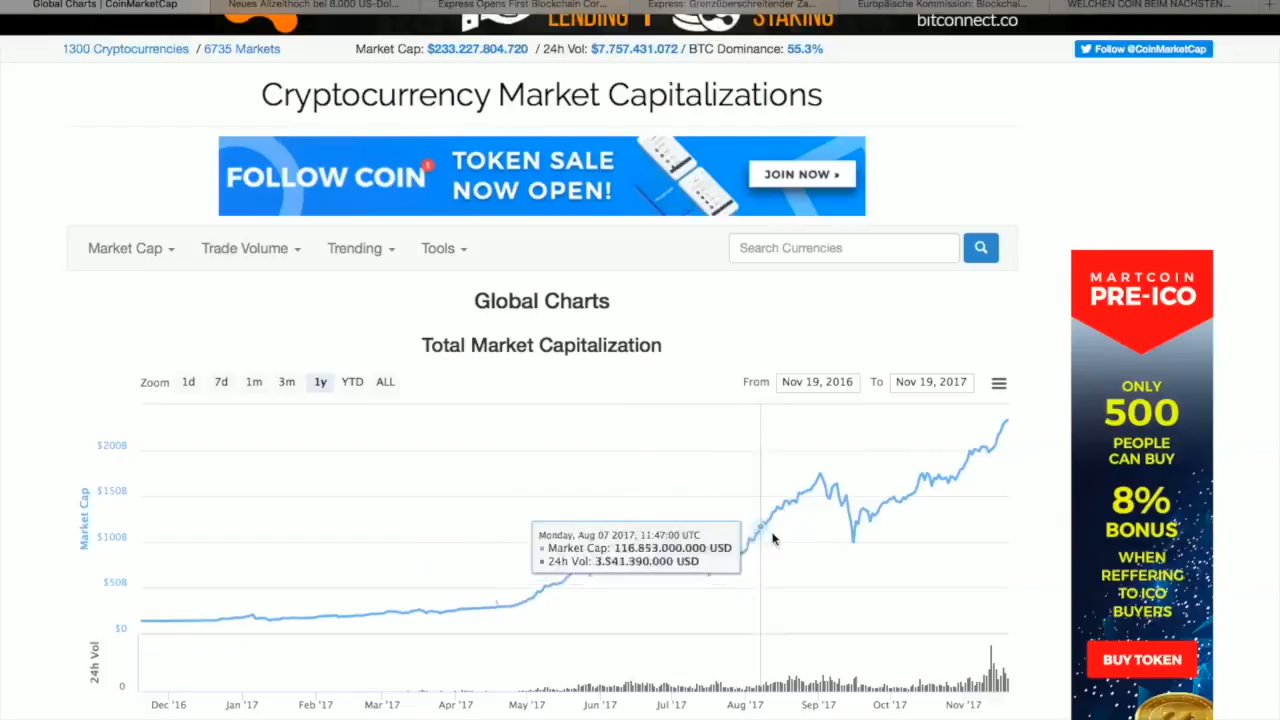 Global Charts | CoinMarketCap
Neues Allzeithoch bei 8.000 US-Dol...
Express Opens First Blockchain Cor...
Express: Grenzüberschreitender Za...
Europäische Kommission: Blockchai...
WELCHEN COIN BEIM NÄCHSTEN...
LENDING | STAKING
bitconnect.co
1300 Cryptocurrencies / 6735 Markets
Market Cap: $233.227.804.720 / 24h Vol: $7.757.431.072 / BTC Dominance: 55.3%
Follow @CoinMarketCap
Cryptocurrency Market Capitalizations
FOLLOW COIN 1
TOKEN SALE
NOW OPEN!
JOIN NOW »
Market Cap
Trade Volume
Trending
Tools
Search Currencies
Global Charts
Total Market Capitalization
Zoom 1d 7d 1m 3m 1y YTD ALL
From Nov 19, 2016 To Nov 19, 2017
$200B
$150B
$100B
$50B
$0
Market Cap
Monday, Aug 07 2017, 11:47:00 UTC
Market Cap: 116.853.000.000 USD
24h Vol: 3.541.390.000 USD
24h Vol
0
Dec '16 Jan '17 Feb '17 Mar '17 Apr '17 May '17 Jun '17 Jul '17 Aug '17 Sep '17 Oct '17 Nov '17
MARTCOIN
PRE-ICO
ONLY
500
PEOPLE
CAN BUY
8%
BONUS
WHEN
REFFERING
TO ICO
BUYERS
BUY TOKEN